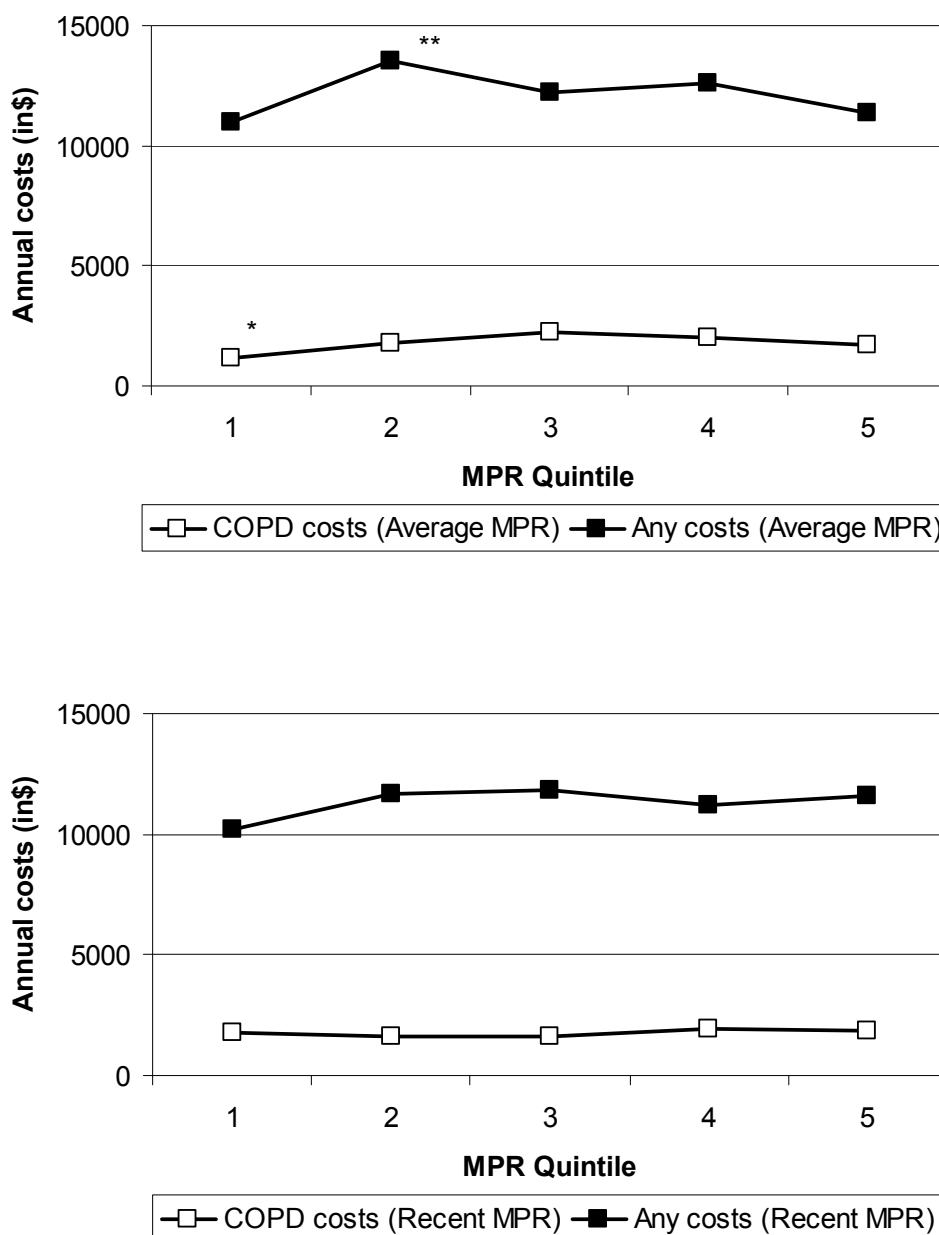 15000
**
10000
5000
*
0
1 2 3 4 5
Annual costs (in$)
MPR Quintile
COPD costs (Average MPR) Any costs (Average MPR)
15000
10000
5000
0
1 2 3 4 5
Annual costs (in$)
MPR Quintile
COPD costs (Recent MPR) Any costs (Recent MPR)